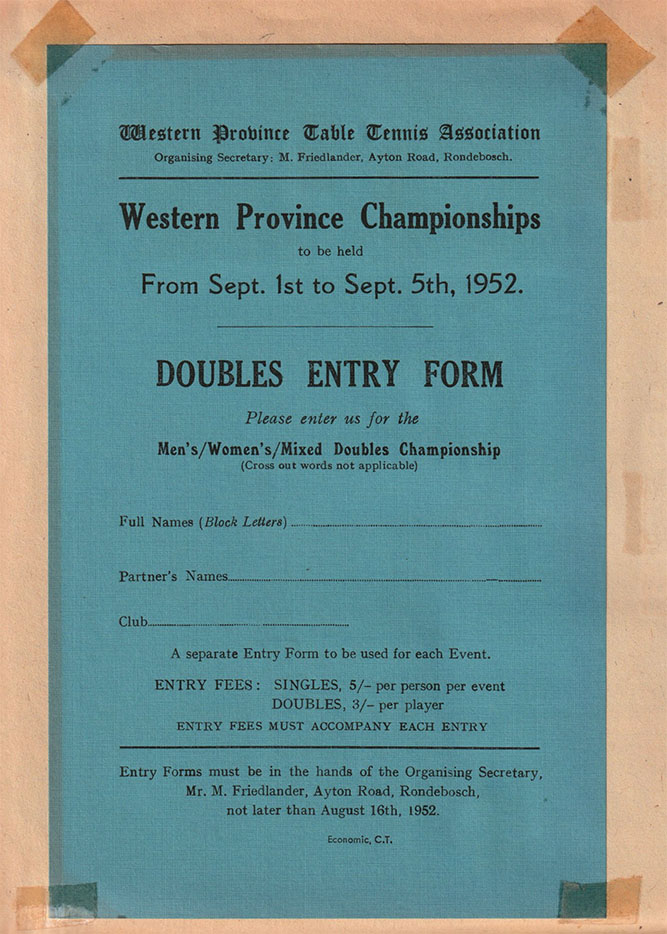 Western Province Table Tennis Association
Organising Secretary: M. Friedlander, Ayton Road, Rondebosch.
Western Province Championships
to be held
From Sept. 1st to Sept. 5th, 1952.
DOUBLES ENTRY FORM
Please enter us for the
Men's/Women's/Mixed Doubles Championship
(Cross out words not applicable)
Full Names (Block Letters)
Partner's Names
Club
A separate Entry Form to be used for each Event.
ENTRY FEES: SINGLES, 5/– per person per event
DOUBLES, 3/– per player
ENTRY FEES MUST ACCOMPANY EACH ENTRY
Entry Forms must be in the hands of the Organising Secretary,
Mr. M. Friedlander, Ayton Road, Rondebosch,
not later than August 16th, 1952.
Economic, C.T.